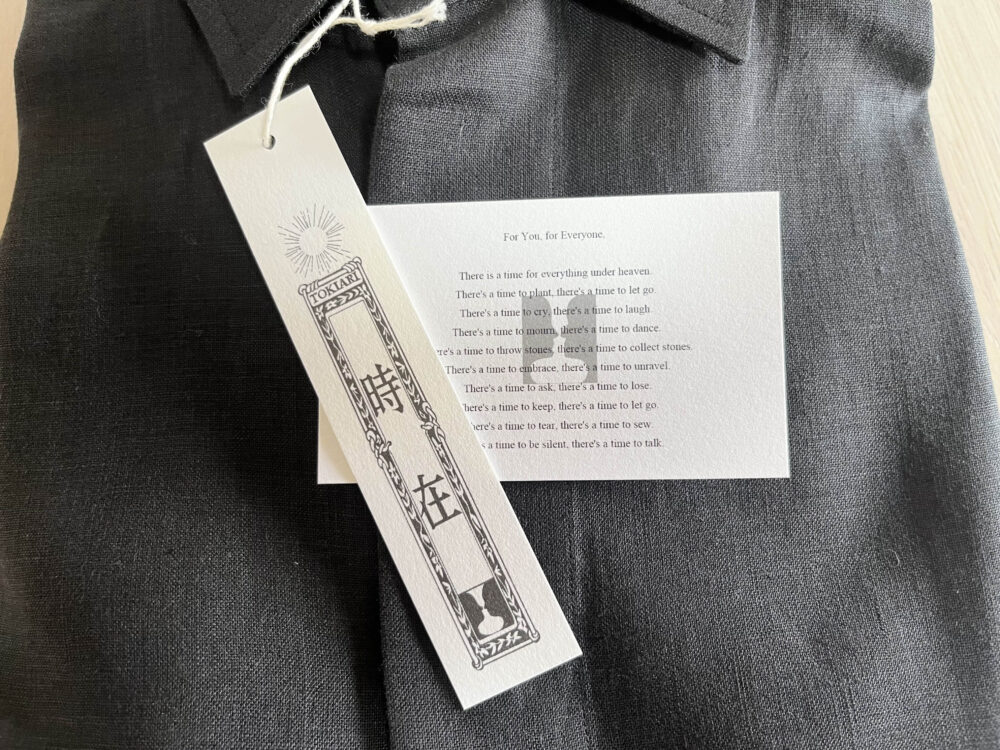 TOKIARI
時
在
For You, for Everyone,
There is a time for everything under heaven.
There's a time to plant, there's a time to let go.
There's a time to cry, there's a time to laugh.
There's a time to mourn, there's a time to dance.
ere's a time to throw stones, there's a time to collect stones.
There's a time to embrace, there's a time to unravel.
There's a time to ask, there's a time to lose.
here's a time to keep, there's a time to let go.
ere's a time to tear, there's a time to sew.
s a time to be silent, there's a time to talk.